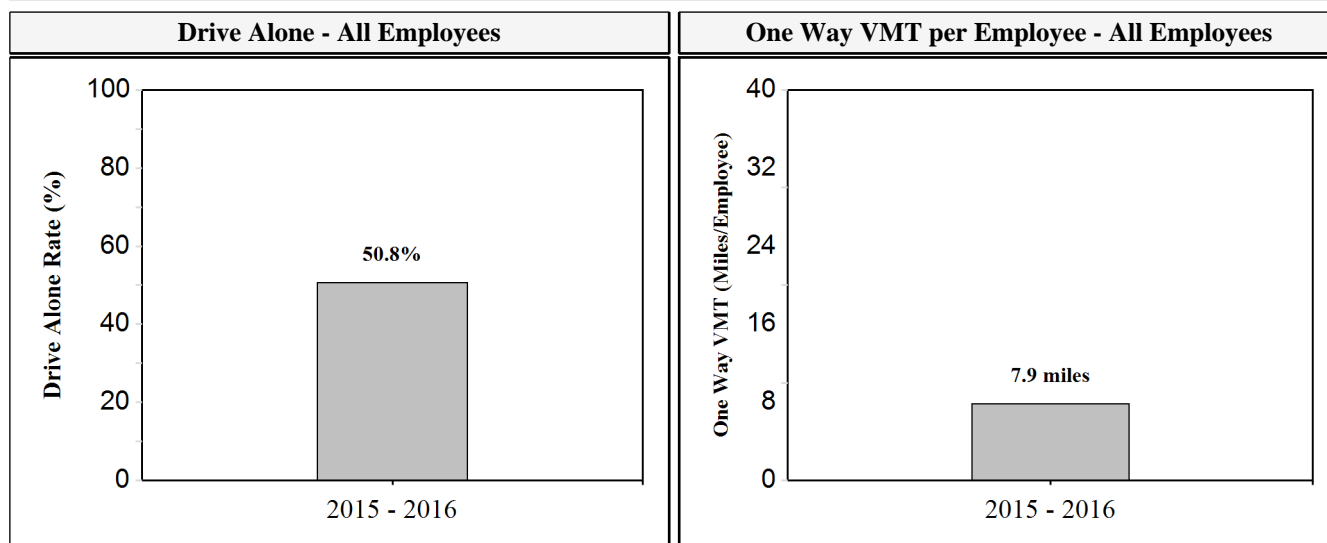 Drive Alone - All Employees
One Way VMT per Employee - All Employees
Drive Alone Rate (%)
100
80
60
40
20
0
50.8%
2015 - 2016
One Way VMT (Miles/Employee)
40
32
24
16
8
0
7.9 miles
2015 - 2016